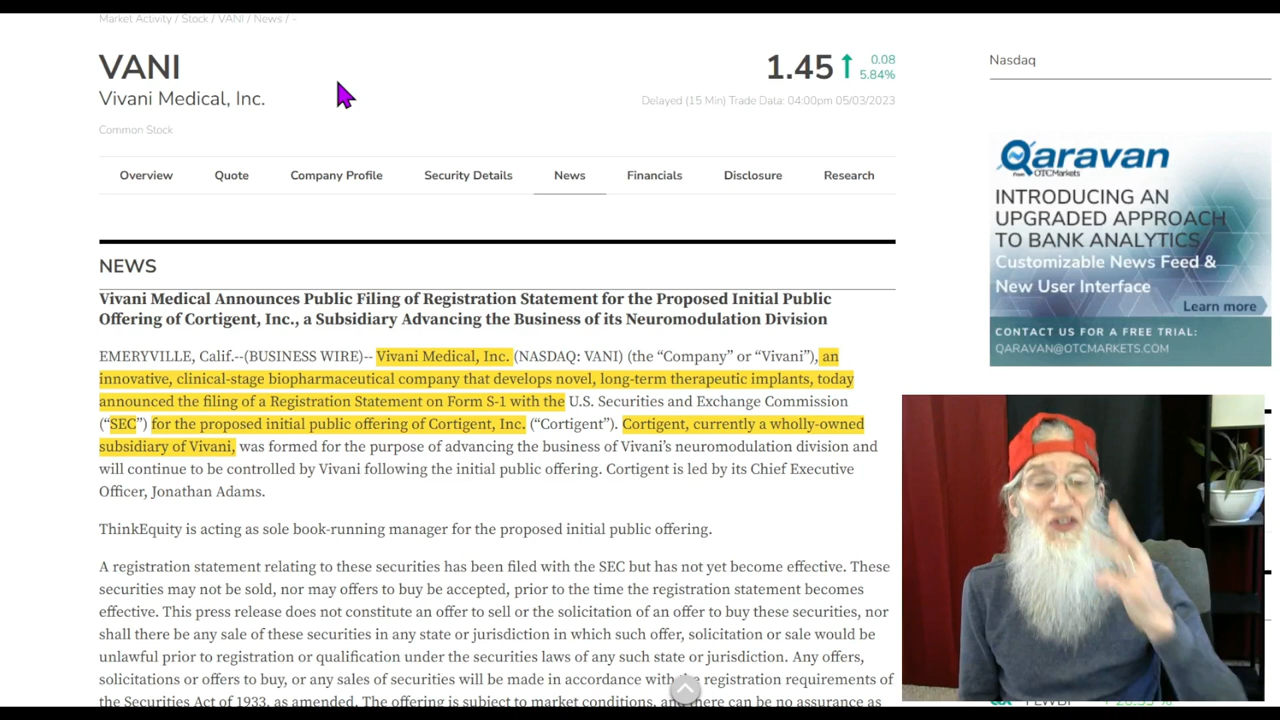 Market Activity / Stock / VANI / News / -
VANI
Vivani Medical, Inc.
Common Stock
1.45
0.08
5.84%
Delayed (15 Min) Trade Data: 04:00pm 05/03/2023
Overview Quote Company Profile Security Details News Financials Disclosure Research
NEWS
Vivani Medical Announces Public Filing of Registration Statement for the Proposed Initial Public
Offering of Cortigent, Inc., a Subsidiary Advancing the Business of its Neuromodulation Division
EMERYVILLE, Calif.--(BUSINESS WIRE)-- Vivani Medical, Inc. (NASDAQ: VANI) (the “Company” or “Vivani”), an
innovative, clinical-stage biopharmaceutical company that develops novel, long-term therapeutic implants, today
announced the filing of a Registration Statement on Form S-1 with the U.S. Securities and Exchange Commission
(“SEC”) for the proposed initial public offering of Cortigent, Inc. (“Cortigent”). Cortigent, currently a wholly-owned
subsidiary of Vivani, was formed for the purpose of advancing the business of Vivani’s neuromodulation division and
will continue to be controlled by Vivani following the initial public offering. Cortigent is led by its Chief Executive
Officer, Jonathan Adams.
ThinkEquity is acting as sole book-running manager for the proposed initial public offering.
A registration statement relating to these securities has been filed with the SEC but has not yet become effective. These
securities may not be sold, nor may offers to buy be accepted, prior to the time the registration statement becomes
effective. This press release does not constitute an offer to sell or the solicitation of an offer to buy these securities, nor
shall there be any sale of these securities in any state or jurisdiction in which such offer, solicitation or sale would be
unlawful prior to registration or qualification under the securities laws of any such state or jurisdiction. Any offers,
solicitations or offers to buy, or any sales of securities will be made in accordance with the registration requirements of
the Securities Act of 1933, as amended. The offering is subject to market conditions, and there can be no assurance as
Nasdaq
Qaravan
From OTCMarkets
INTRODUCING AN
UPGRADED APPROACH
TO BANK ANALYTICS
Customizable News Feed &
New User Interface
Learn more
CONTACT US FOR A FREE TRIAL:
QARAVAN@OTCMARKETS.COM